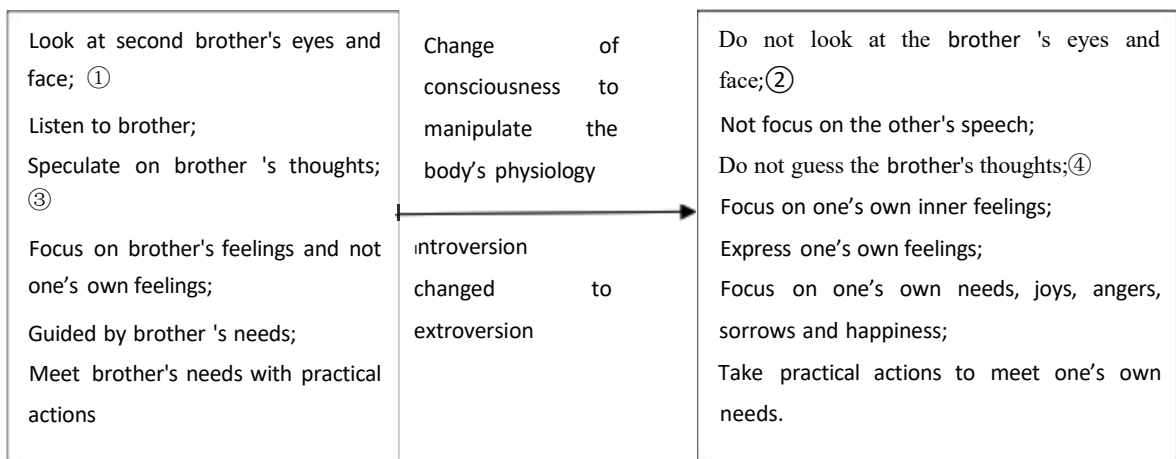 Look at second brother's eyes and
face; ①
Listen to brother;
Speculate on brother 's thoughts;
③
Focus on brother's feelings and not
one's own feelings;
Guided by brother 's needs;
Meet brother's needs with practical
actions
Change of
consciousness to
manipulate the
body's physiology
ntroversion
changed to
extroversion
Do not look at the brother 's eyes and
face;②
Not focus on the other's speech;
Do not guess the brother's thoughts;④
Focus on one's own inner feelings;
Express one's own feelings;
Focus on one's own needs, joys, angers,
sorrows and happiness;
Take practical actions to meet one's own
needs.